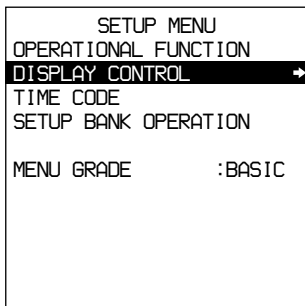 SETUP MENU
OPERATIONAL FUNCTION
DISPLAY CONTROL
TIME CODE
SETUP BANK OPERATION
MENU GRADE :BASIC